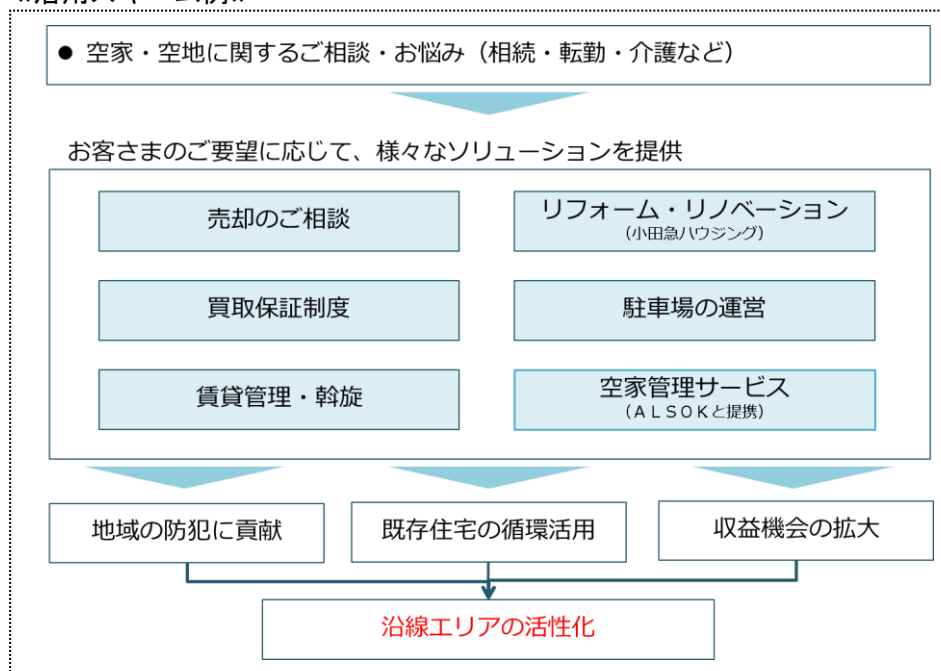 ● 空家・空地に関するご相談・お悩み（相続・転勤・介護など）
お客さまのご要望に応じて、様々なソリューションを提供
売却のご相談
リフォーム・リノベーション
（小田急ハウジング）
買取保証制度
駐車場の運営
賃貸管理・斡旋
空家管理サービス
（ＡＬＳＯＫと提携）
地域の防犯に貢献
既存住宅の循環活用
収益機会の拡大
沿線エリアの活性化